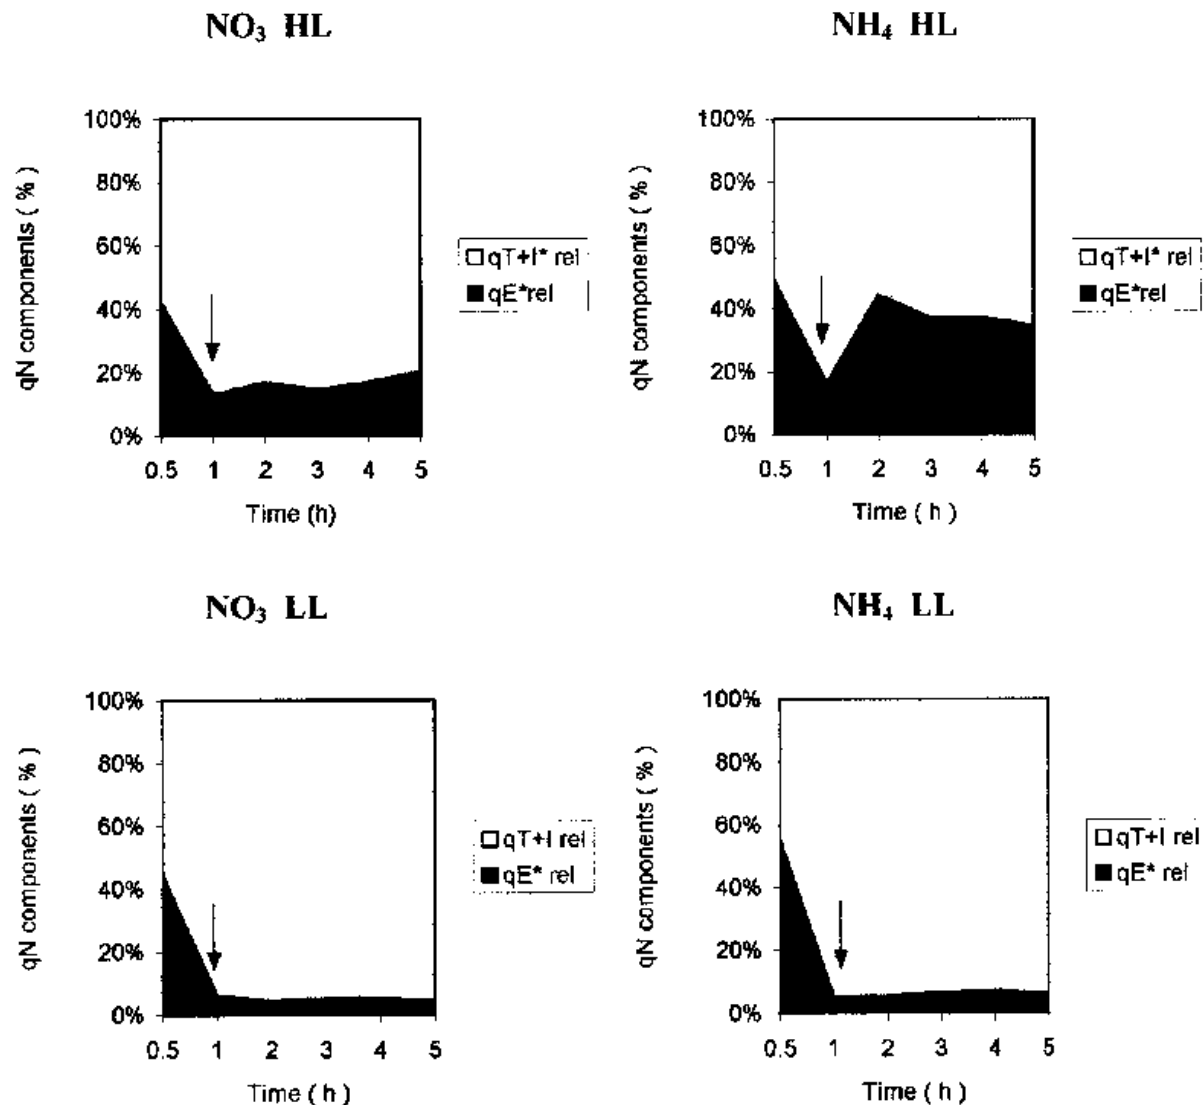 NO₃ HL
100%
80%
60%
40%
20%
0%
qN components ( % )
0.5 1 2 3 4 5
Time (h)
qT+I* rel
qE*rel
NH₄ HL
100%
80%
60%
40%
20%
0%
qN components ( % )
0.5 1 2 3 4 5
Time ( h )
qT+I* rel
qE*rel
NO₃ LL
100%
80%
60%
40%
20%
0%
qN components ( % )
0.5 1 2 3 4 5
Time ( h )
qT+I rel
qE* rel
NH₄ LL
100%
80%
60%
40%
20%
0%
qN components ( % )
0.5 1 2 3 4 5
Time ( h )
qT+I rel
qE* rel